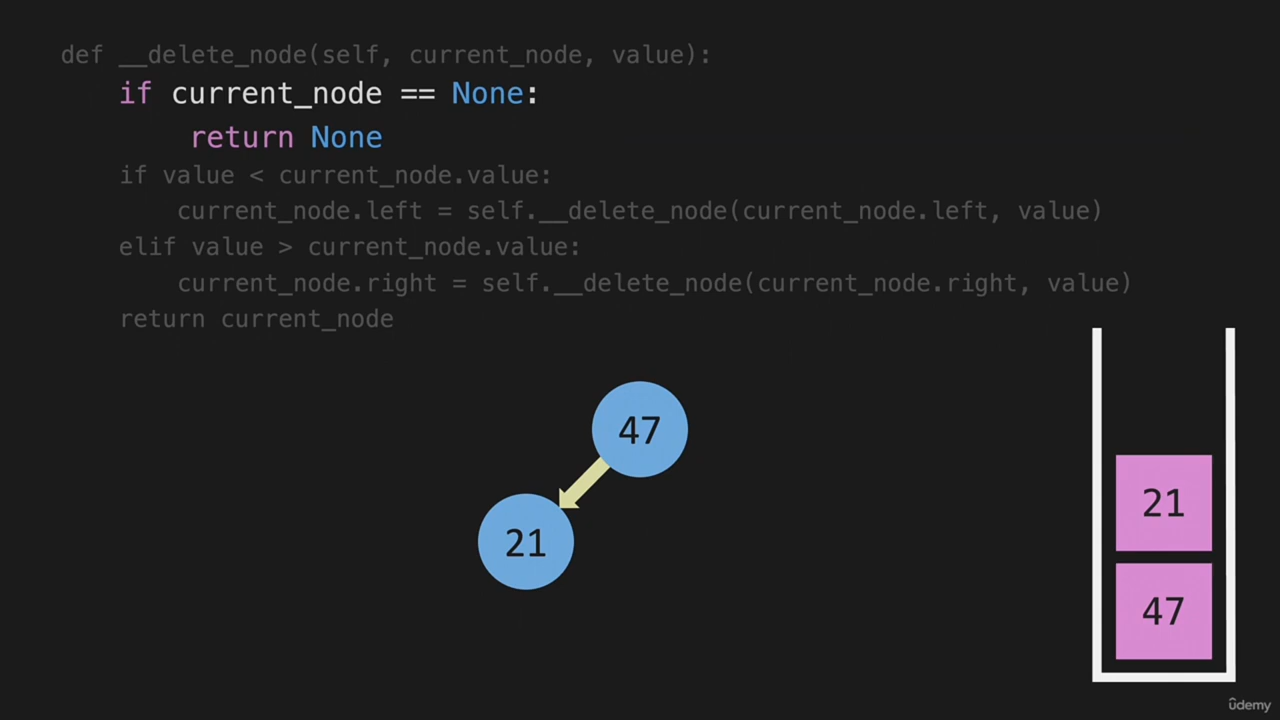 def __delete_node(self, current_node, value):
    if current_node == None:
        return None
    if value < current_node.value:
        current_node.left = self.__delete_node(current_node.left, value)
    elif value > current_node.value:
        current_node.right = self.__delete_node(current_node.right, value)
    return current_node
47
21
21
47
ûdemy